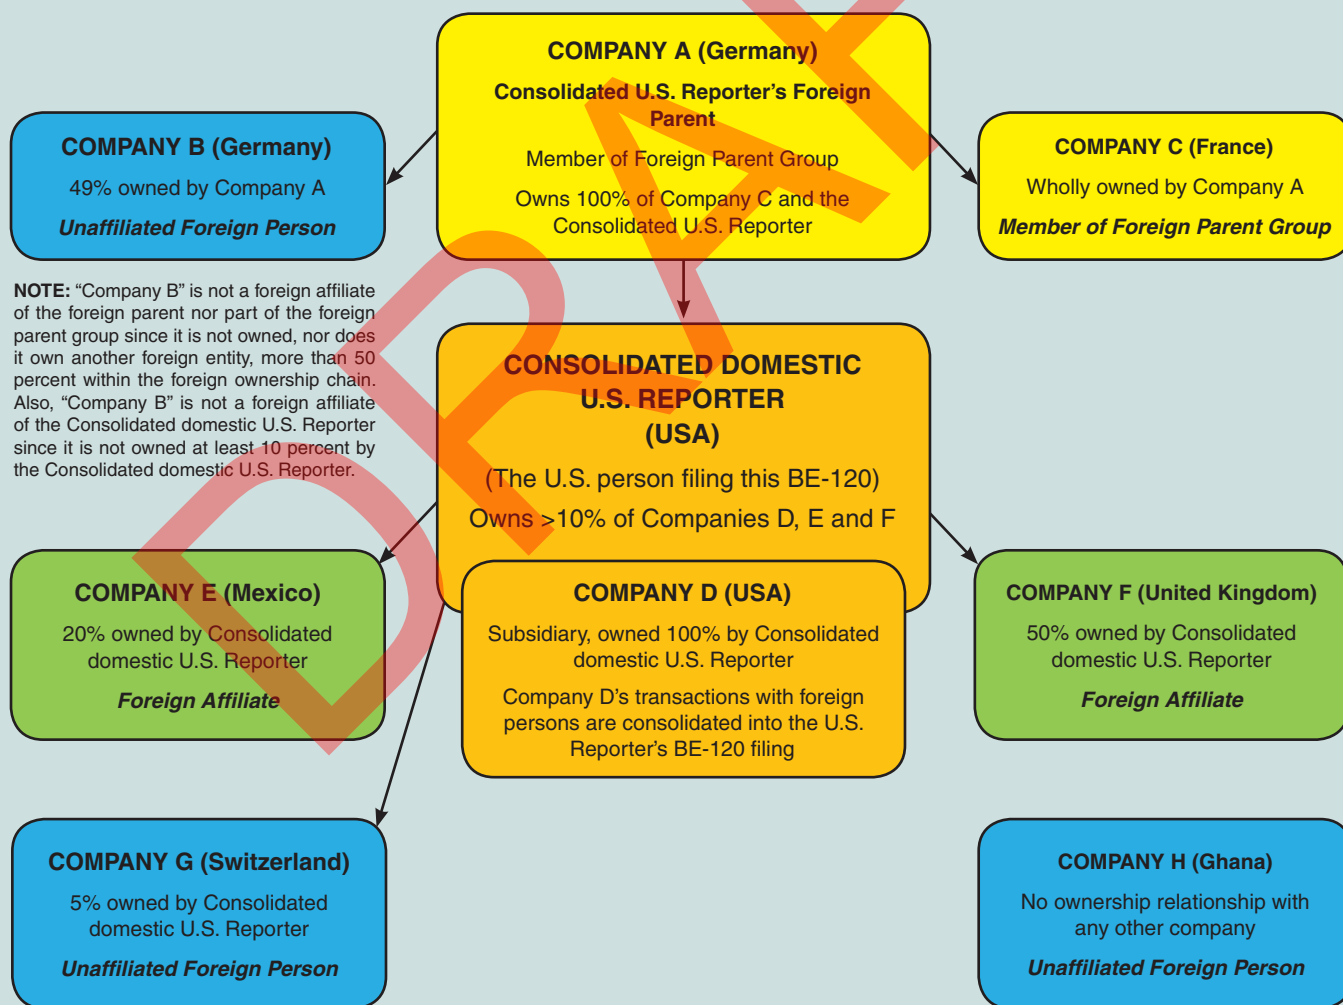 COMPANY A (Germany)
Consolidated U.S. Reporter's Foreign
Parent
Member of Foreign Parent Group
Owns 100% of Company C and the
Consolidated U.S. Reporter
COMPANY B (Germany)
49% owned by Company A
Unaffiliated Foreign Person
COMPANY C (France)
Wholly owned by Company A
Member of Foreign Parent Group
NOTE: “Company B” is not a foreign affiliate
of the foreign parent nor part of the foreign
parent group since it is not owned, nor does
it own another foreign entity, more than 50
percent within the foreign ownership chain.
Also, “Company B” is not a foreign affiliate
of the Consolidated domestic U.S. Reporter
since it is not owned at least 10 percent by
the Consolidated domestic U.S. Reporter.
CONSOLIDATED DOMESTIC
U.S. REPORTER
(USA)
(The U.S. person filing this BE-120)
Owns >10% of Companies D, E and F
COMPANY E (Mexico)
20% owned by Consolidated
domestic U.S. Reporter
Foreign Affiliate
COMPANY D (USA)
Subsidiary, owned 100% by Consolidated
domestic U.S. Reporter
Company D's transactions with foreign
persons are consolidated into the U.S.
Reporter's BE-120 filing
COMPANY F (United Kingdom)
50% owned by Consolidated
domestic U.S. Reporter
Foreign Affiliate
COMPANY G (Switzerland)
5% owned by Consolidated
domestic U.S. Reporter
Unaffiliated Foreign Person
COMPANY H (Ghana)
No ownership relationship with
any other company
Unaffiliated Foreign Person